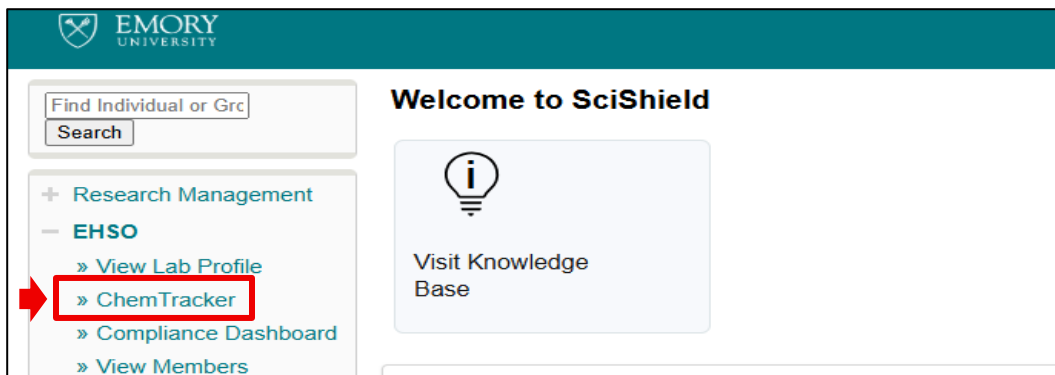 EMORY
UNIVERSITY
Find Individual or Grc
Search
Research Management
EHSO
» View Lab Profile
» ChemTracker
» Compliance Dashboard
» View Members
Welcome to SciShield
i
Visit Knowledge
Base